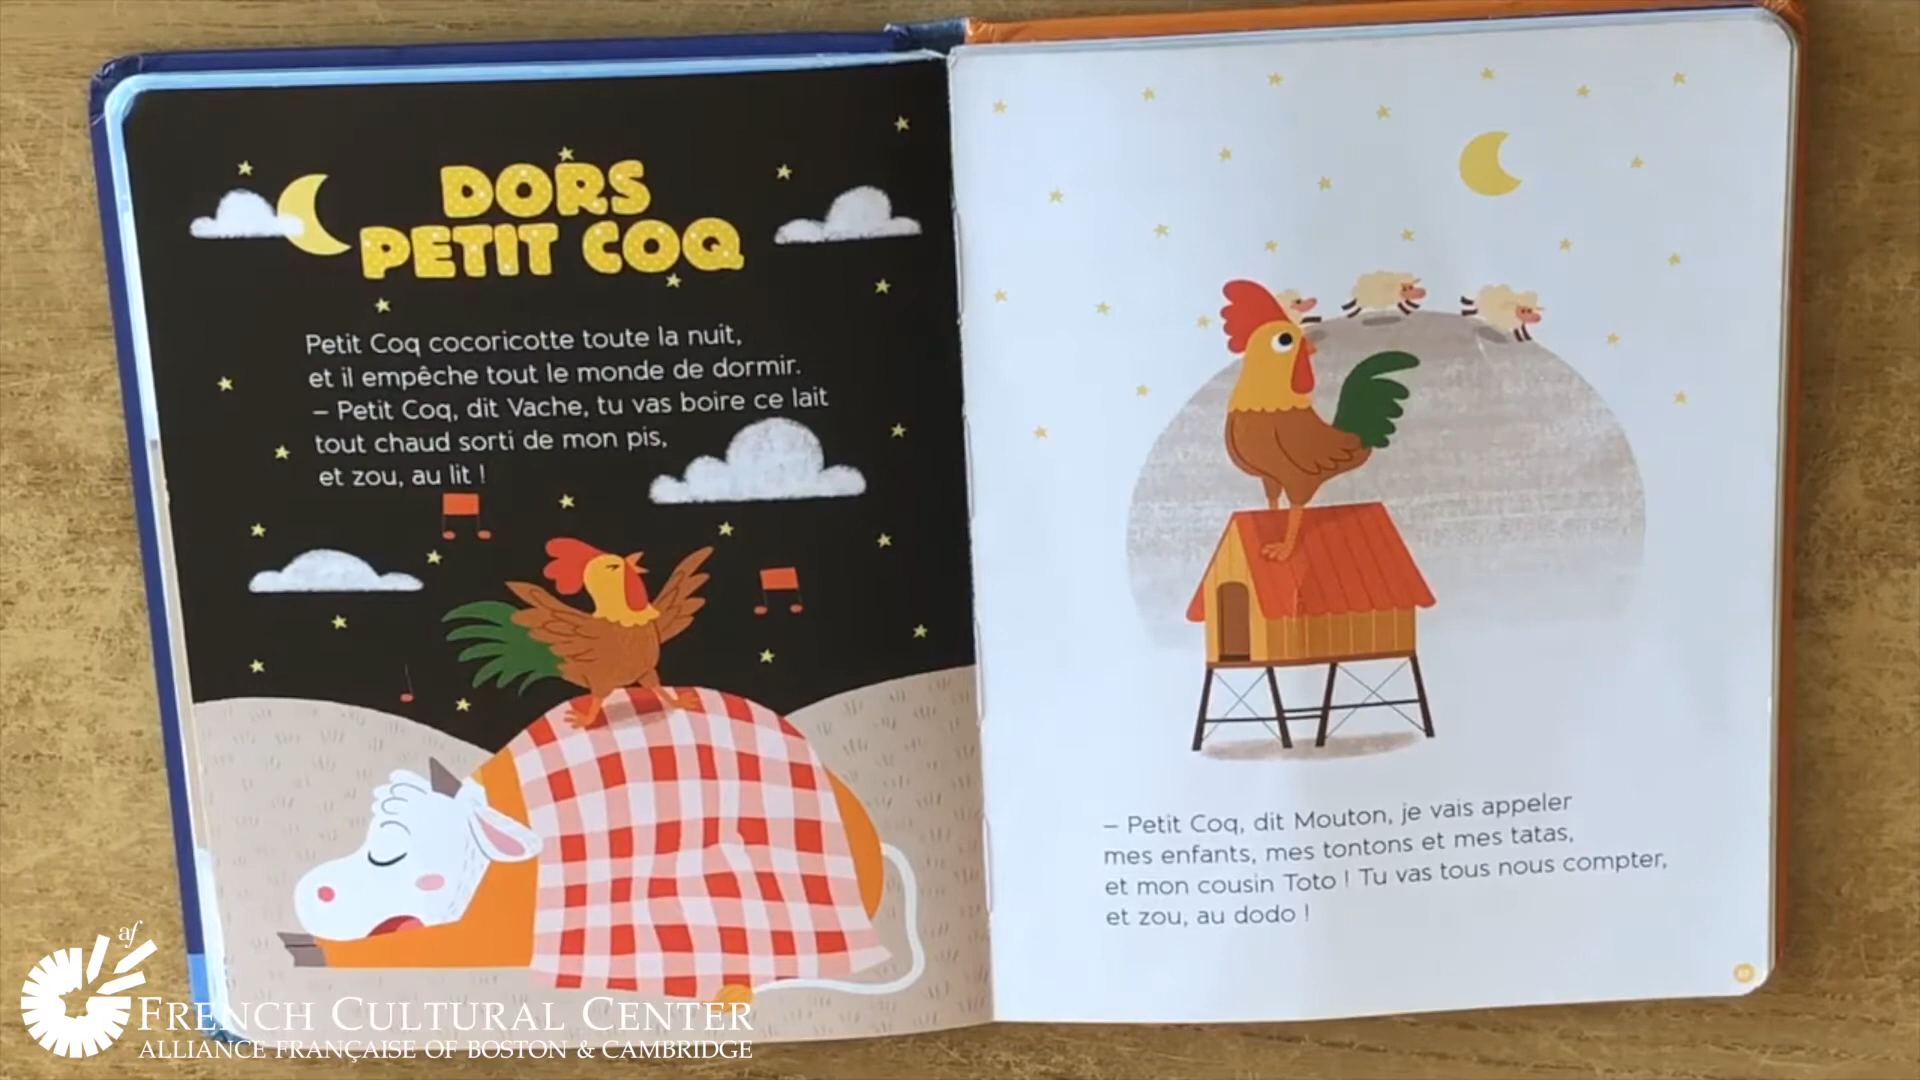 DORS
PETIT COQ
Petit Coq cocoricotte toute la nuit,
et il empêche tout le monde de dormir.
– Petit Coq, dit Vache, tu vas boire ce lait
tout chaud sorti de mon pis,
et zou, au lit !
– Petit Coq, dit Mouton, je vais appeler
mes enfants, mes tontons et mes tatas,
et mon cousin Toto ! Tu vas tous nous compter,
et zou, au dodo !
af
FRENCH CULTURAL CENTER
ALLIANCE FRANÇAISE OF BOSTON & CAMBRIDGE